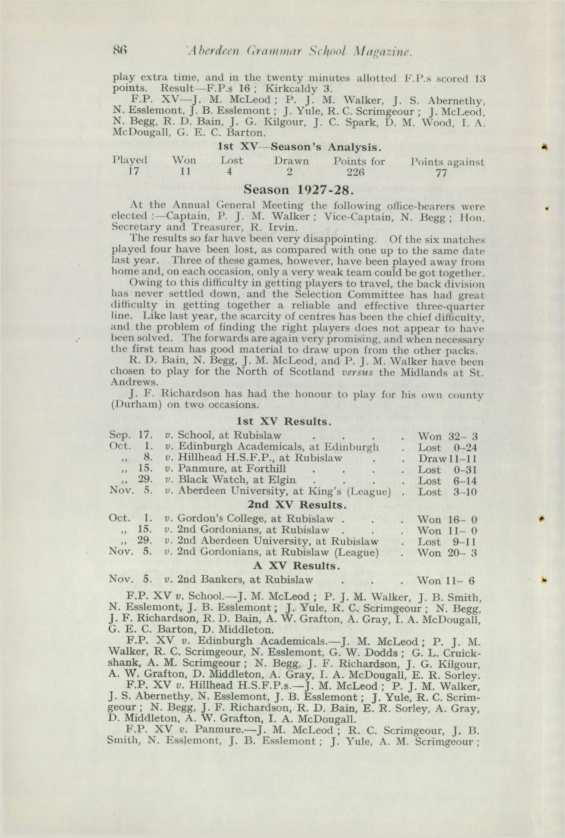 86 Aberdeen Grammar School Magazine.
play extra time, and in the twenty minutes allotted F.P.s scored 13
points. Result—F.P.s 16 ; Kirkcaldy 3.
F.P. XV—J. M. McLeod ; P. J. M. Walker, J. S. Abernethy,
N. Esslemont, J. B. Esslemont ; J. Yule, R. C. Scrimgeour ; J. McLeod,
N. Begg, R. D. Bain, J. G. Kilgour, J. C. Spark, D. M. Wood, I. A.
McDougall, G. E. C. Barton.
1st XV—Season's Analysis.
Played Won Lost Drawn Points for Points against
17 11 4 2 226 77
Season 1927-28.
At the Annual General Meeting the following office-bearers were
elected :—Captain, P. J. M. Walker ; Vice-Captain, N. Begg ; Hon.
Secretary and Treasurer, R. Irvin.
The results so far have been very disappointing. Of the six matches
played four have been lost, as compared with one up to the same date
last year. Three of these games, however, have been played away from
home and, on each occasion, only a very weak team could be got together.
Owing to this difficulty in getting players to travel, the back division
has never settled down, and the Selection Committee has had great
difficulty in getting together a reliable and effective three-quarter
line. Like last year, the scarcity of centres has been the chief difficulty,
and the problem of finding the right players does not appear to have
been solved. The forwards are again very promising, and when necessary
the first team has good material to draw upon from the other packs.
R. D. Bain, N. Begg, J. M. McLeod, and P. J. M. Walker have been
chosen to play for the North of Scotland versus the Midlands at St.
Andrews.
J. F. Richardson has had the honour to play for his own county
(Durham) on two occasions.
1st XV Results.
Sep. 17. v. School, at Rubislaw . . . . Won 32– 3
Oct. 1. v. Edinburgh Academicals, at Edinburgh . Lost 0–24
,, 8. v. Hillhead H.S.F.P., at Rubislaw . . Draw 11–11
,, 15. v. Panmure, at Forthill . . . . Lost 0–31
,, 29. v. Black Watch, at Elgin . . . . Lost 6–14
Nov. 5. v. Aberdeen University, at King's (League) . Lost 3–10
2nd XV Results.
Oct. 1. v. Gordon's College, at Rubislaw . . . Won 16– 0
,, 15. v. 2nd Gordonians, at Rubislaw . . . Won 11– 0
,, 29. v. 2nd Aberdeen University, at Rubislaw . Lost 9–11
Nov. 5. v. 2nd Gordonians, at Rubislaw (League) . Won 20– 3
A XV Results.
Nov. 5. v. 2nd Bankers, at Rubislaw . . . Won 11– 6
F.P. XV v. School.—J. M. McLeod ; P. J. M. Walker, J. B. Smith,
N. Esslemont, J. B. Esslemont ; J. Yule, R. C. Scrimgeour ; N. Begg,
J. F. Richardson, R. D. Bain, A. W. Grafton, A. Gray, I. A. McDougall,
G. E. C. Barton, D. Middleton.
F.P. XV v. Edinburgh Academicals.—J. M. McLeod ; P. J. M.
Walker, R. C. Scrimgeour, N. Esslemont, G. W. Dodds ; G. L. Cruick-
shank, A. M. Scrimgeour ; N. Begg, J. F. Richardson, J. G. Kilgour,
A. W. Grafton, D. Middleton, A. Gray, I. A. McDougall, E. R. Sorley.
F.P. XV v. Hillhead H.S.F.P.s.—J. M. McLeod ; P. J. M. Walker,
J. S. Abernethy, N. Esslemont, J. B. Esslemont ; J. Yule, R. C. Scrim-
geour ; N. Begg, J. F. Richardson, R. D. Bain, E. R. Sorley, A. Gray,
D. Middleton, A. W. Grafton, I. A. McDougall.
F.P. XV v. Panmure.—J. M. McLeod ; R. C. Scrimgeour, J. B.
Smith, N. Esslemont, J. B. Esslemont ; J. Yule, A. M. Scrimgeour ;